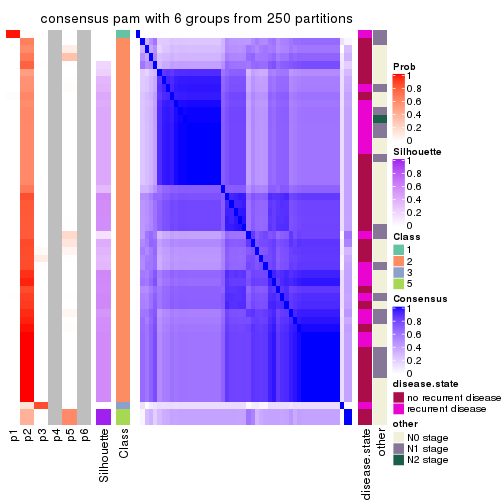 consensus pam with 6 groups from 250 partitions
Prob
1
0.8
0.6
0.4
0.2
0
Silhouette
1
0.8
0.6
0.4
0.2
0
Class
1
2
3
5
Consensus
1
0.8
0.6
0.4
0.2
0
disease.state
no recurrent disease
recurrent disease
other
N0 stage
N1 stage
N2 stage
p1
p2
p3
p4
p5
p6
Silhouette
Class
disease.state
other